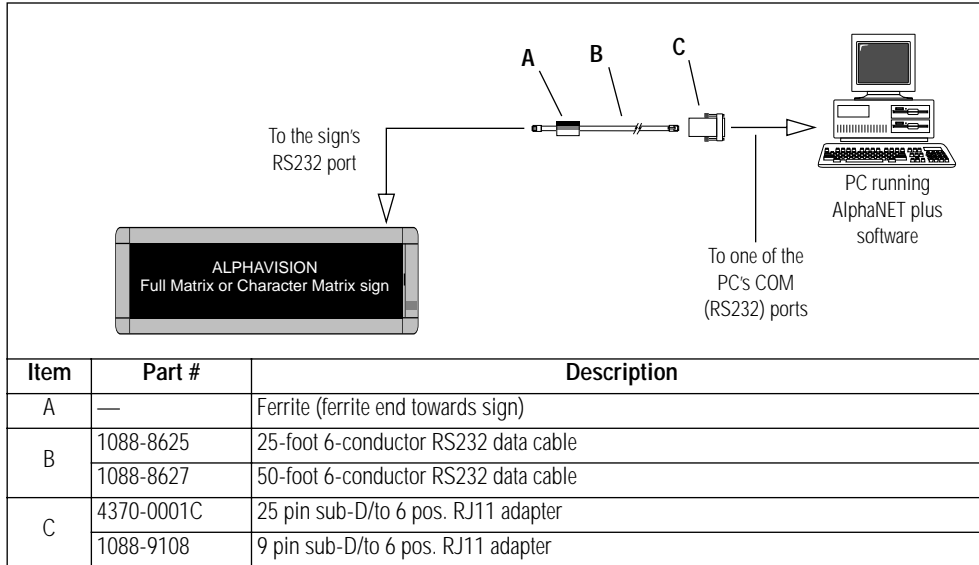 A
B
C
To the sign's
RS232 port
PC running
AlphaNET plus
software
To one of the
PC's COM
(RS232) ports
ALPHAVISION
Full Matrix or Character Matrix sign
Item Part # Description
A — Ferrite (ferrite end towards sign)
B 1088-8625 25-foot 6-conductor RS232 data cable
1088-8627 50-foot 6-conductor RS232 data cable
C 4370-0001C 25 pin sub-D/to 6 pos. RJ11 adapter
1088-9108 9 pin sub-D/to 6 pos. RJ11 adapter